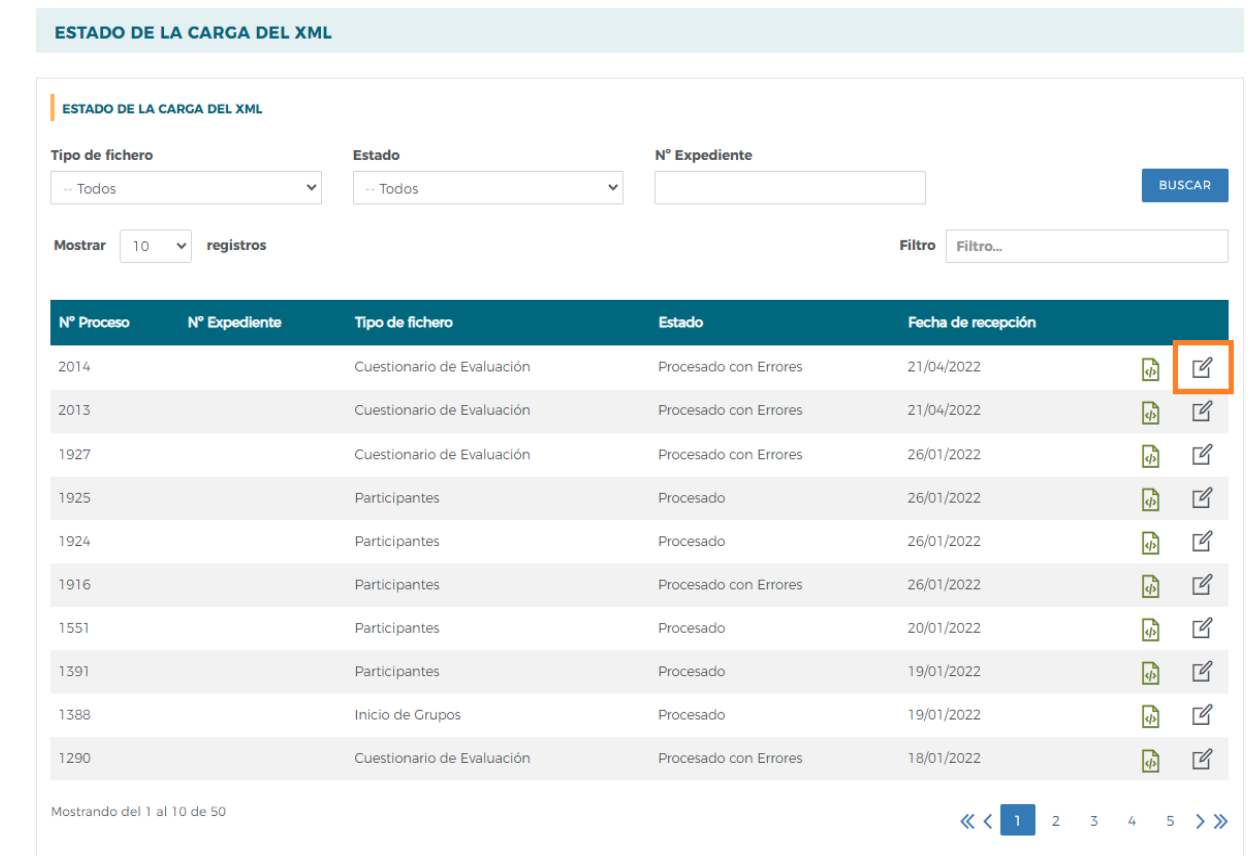 ESTADO DE LA CARGA DEL XML
ESTADO DE LA CARGA DEL XML
Tipo de fichero Estado Nº Expediente
-- Todos -- Todos BUSCAR
Mostrar 10 registros Filtro Filtro...
Nº Proceso Nº Expediente Tipo de fichero Estado Fecha de recepción
2014 Cuestionario de Evaluación Procesado con Errores 21/04/2022
2013 Cuestionario de Evaluación Procesado con Errores 21/04/2022
1927 Cuestionario de Evaluación Procesado con Errores 26/01/2022
1925 Participantes Procesado 26/01/2022
1924 Participantes Procesado 26/01/2022
1916 Participantes Procesado con Errores 26/01/2022
1551 Participantes Procesado 20/01/2022
1391 Participantes Procesado 19/01/2022
1388 Inicio de Grupos Procesado 19/01/2022
1290 Cuestionario de Evaluación Procesado con Errores 18/01/2022
Mostrando del 1 al 10 de 50 1 2 3 4 5